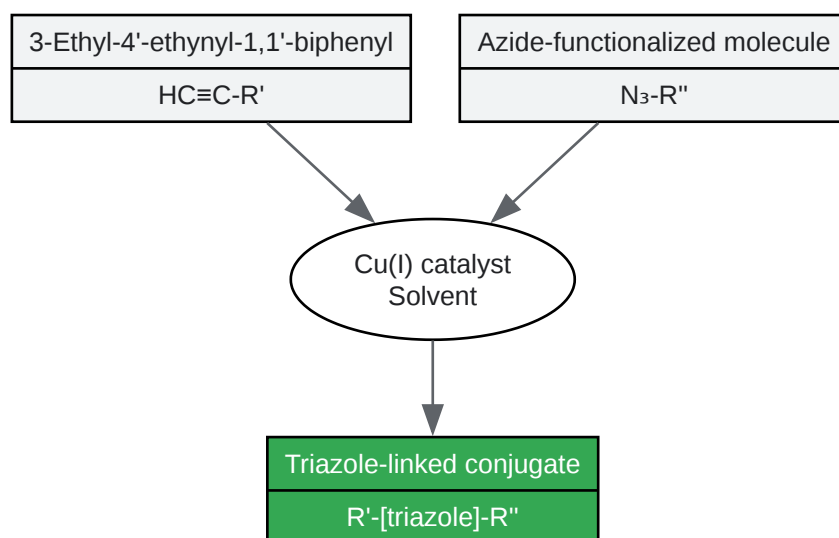 3-Ethyl-4'-ethynyl-1,1'-biphenyl
HC≡C-R'
Azide-functionalized molecule
N₃-R"
Cu(I) catalyst
Solvent
Triazole-linked conjugate
R'-[triazole]-R"